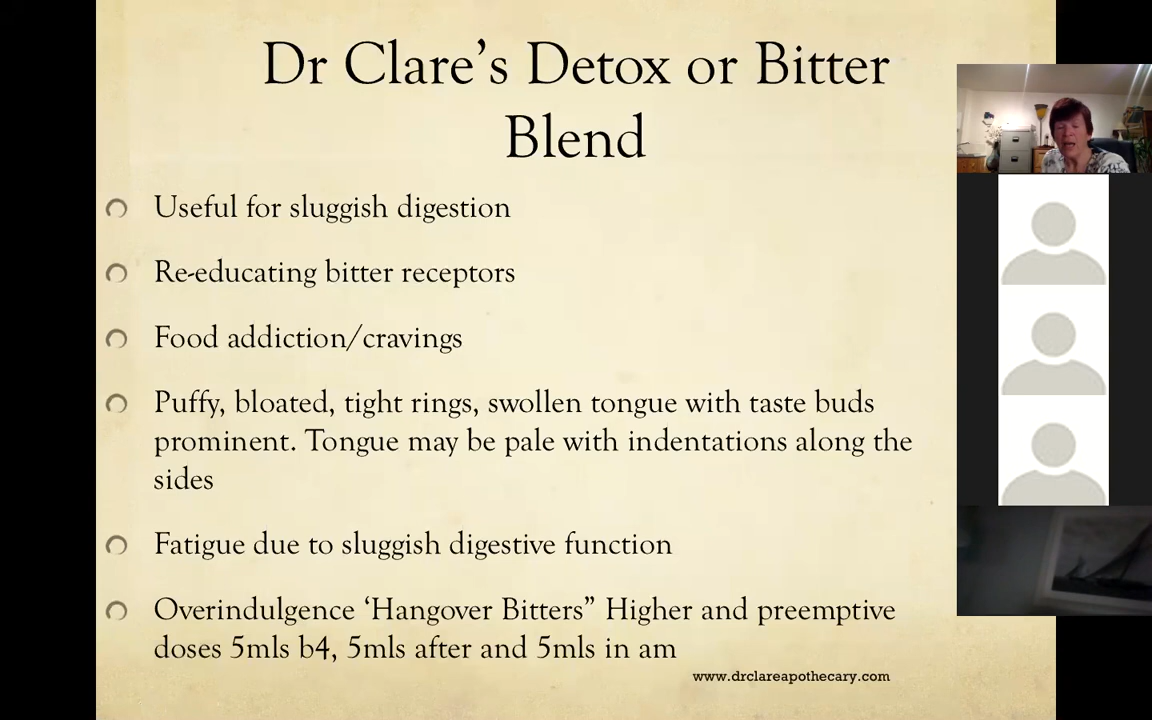 Dr Clare’s Detox or Bitter
Blend
Useful for sluggish digestion
Re-educating bitter receptors
Food addiction/cravings
Puffy, bloated, tight rings, swollen tongue with taste buds
prominent. Tongue may be pale with indentations along the
sides
Fatigue due to sluggish digestive function
Overindulgence ‘Hangover Bitters” Higher and preemptive
doses 5mls b4, 5mls after and 5mls in am
www.drclareapothecary.com